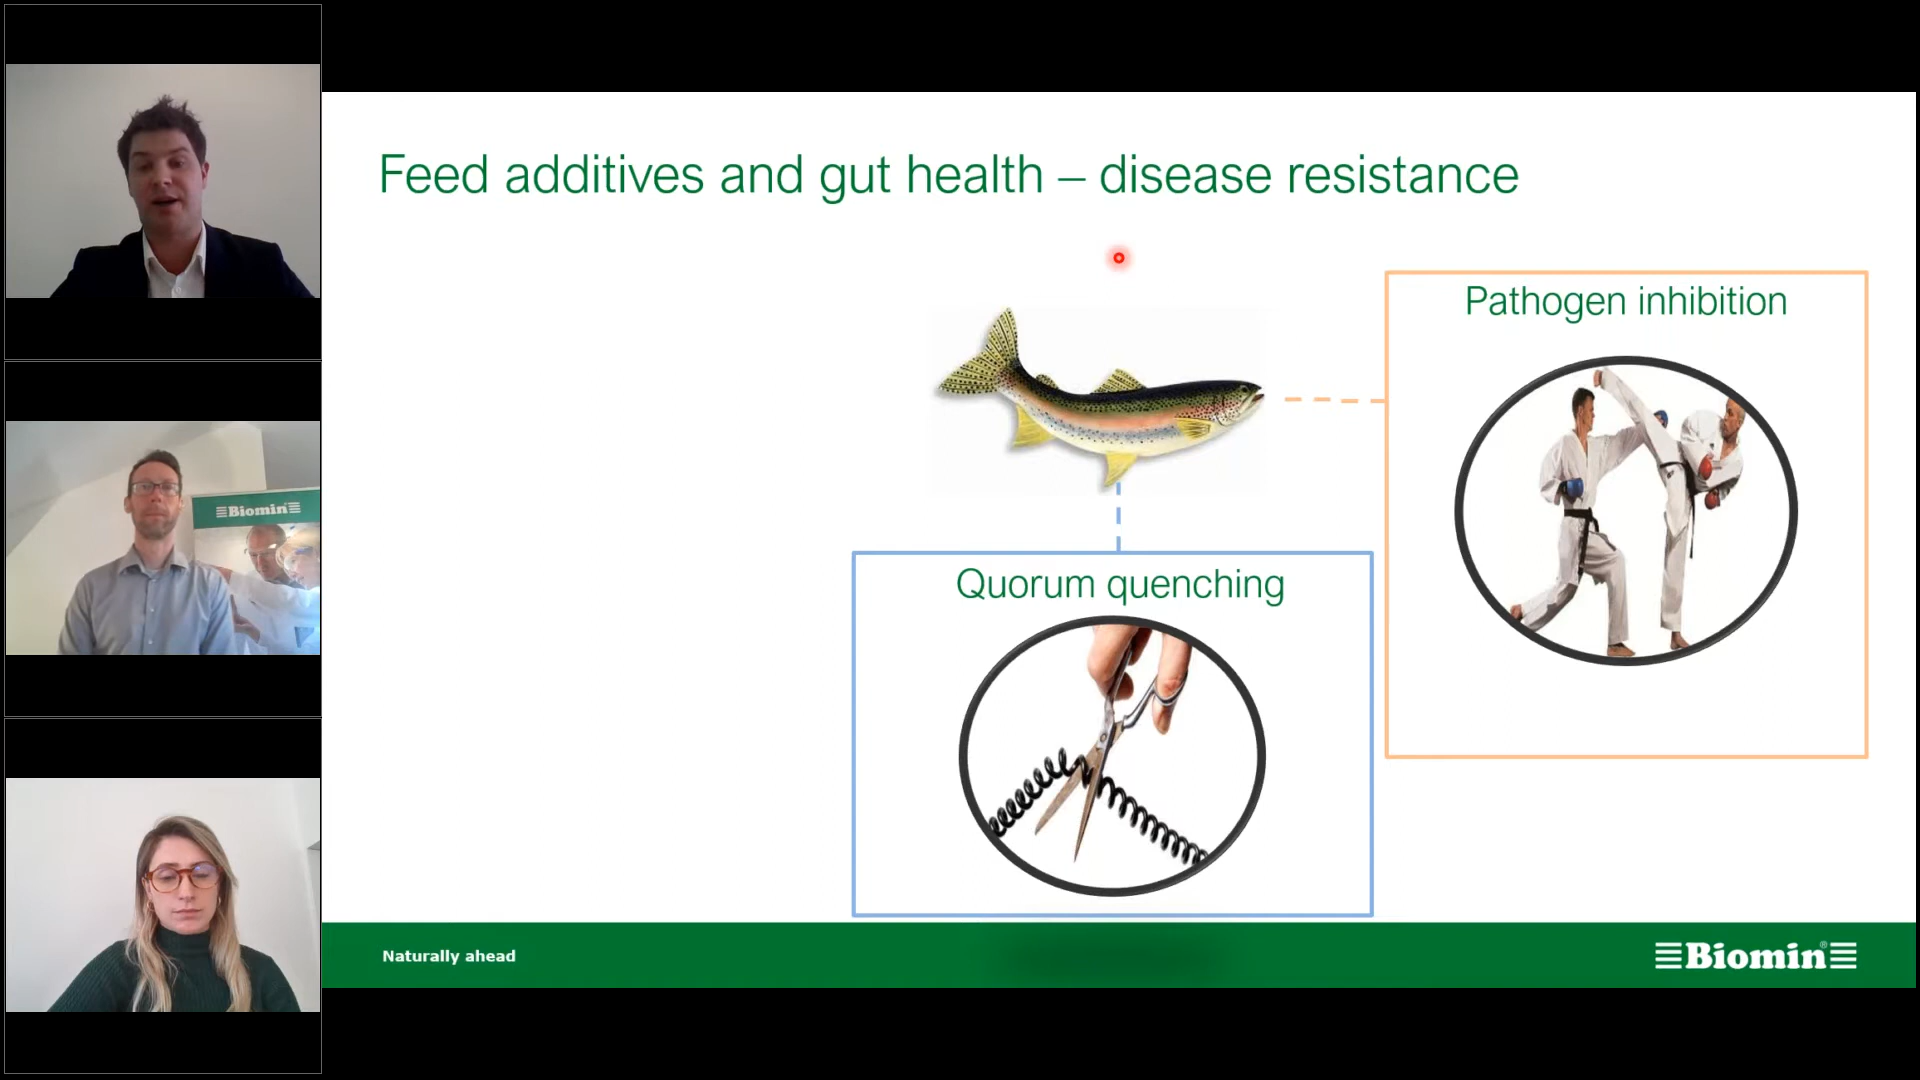 Feed additives and gut health – disease resistance
Pathogen inhibition
Quorum quenching
Biomin
Naturally ahead
Biomin®